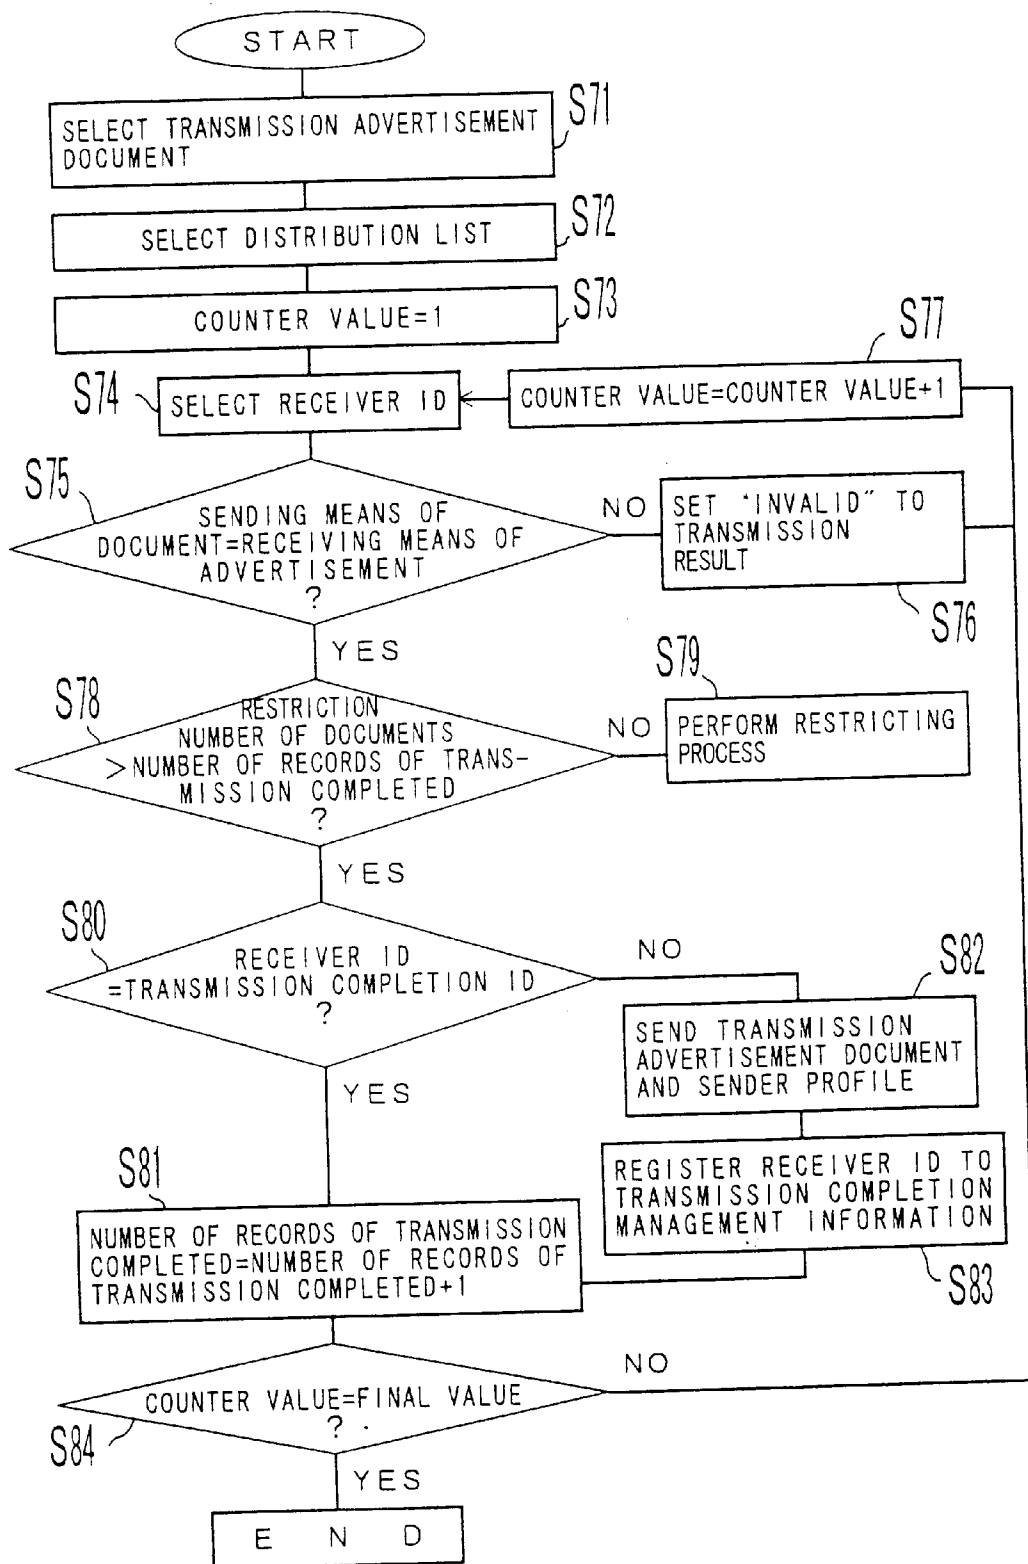 START
S71
SELECT TRANSMISSION ADVERTISEMENT
DOCUMENT
S72
SELECT DISTRIBUTION LIST
S73
COUNTER VALUE=1
S77
S74
SELECT RECEIVER ID
COUNTER VALUE=COUNTER VALUE+1
S75
SENDING MEANS OF
DOCUMENT=RECEIVING MEANS OF
ADVERTISEMENT
?
NO
SET "INVALID" TO
TRANSMISSION
RESULT
S76
YES
S78
RESTRICTION
NUMBER OF DOCUMENTS
>NUMBER OF RECORDS OF TRANS-
MISSION COMPLETED
?
NO
S79
PERFORM RESTRICTING
PROCESS
YES
S80
RECEIVER ID
=TRANSMISSION COMPLETION ID
?
NO
S82
SEND TRANSMISSION
ADVERTISEMENT DOCUMENT
AND SENDER PROFILE
YES
S81
REGISTER RECEIVER ID TO
TRANSMISSION COMPLETION
MANAGEMENT INFORMATION
S83
NUMBER OF RECORDS OF TRANSMISSION
COMPLETED=NUMBER OF RECORDS OF
TRANSMISSION COMPLETED+1
COUNTER VALUE=FINAL VALUE
?
NO
S84
YES
END